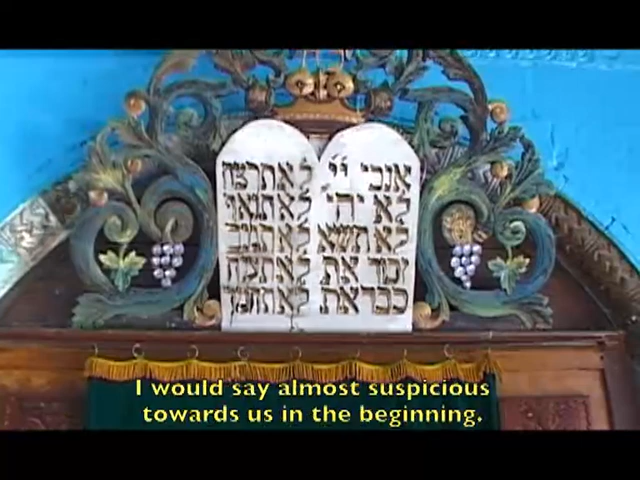 אנכי יי
לא יהי
לא תשא
זכור את
כבד את
לא תרצח
לא תנאף
לא תגנב
לא תענה
לא תחמד
I would say almost suspicious
towards us in the beginning.